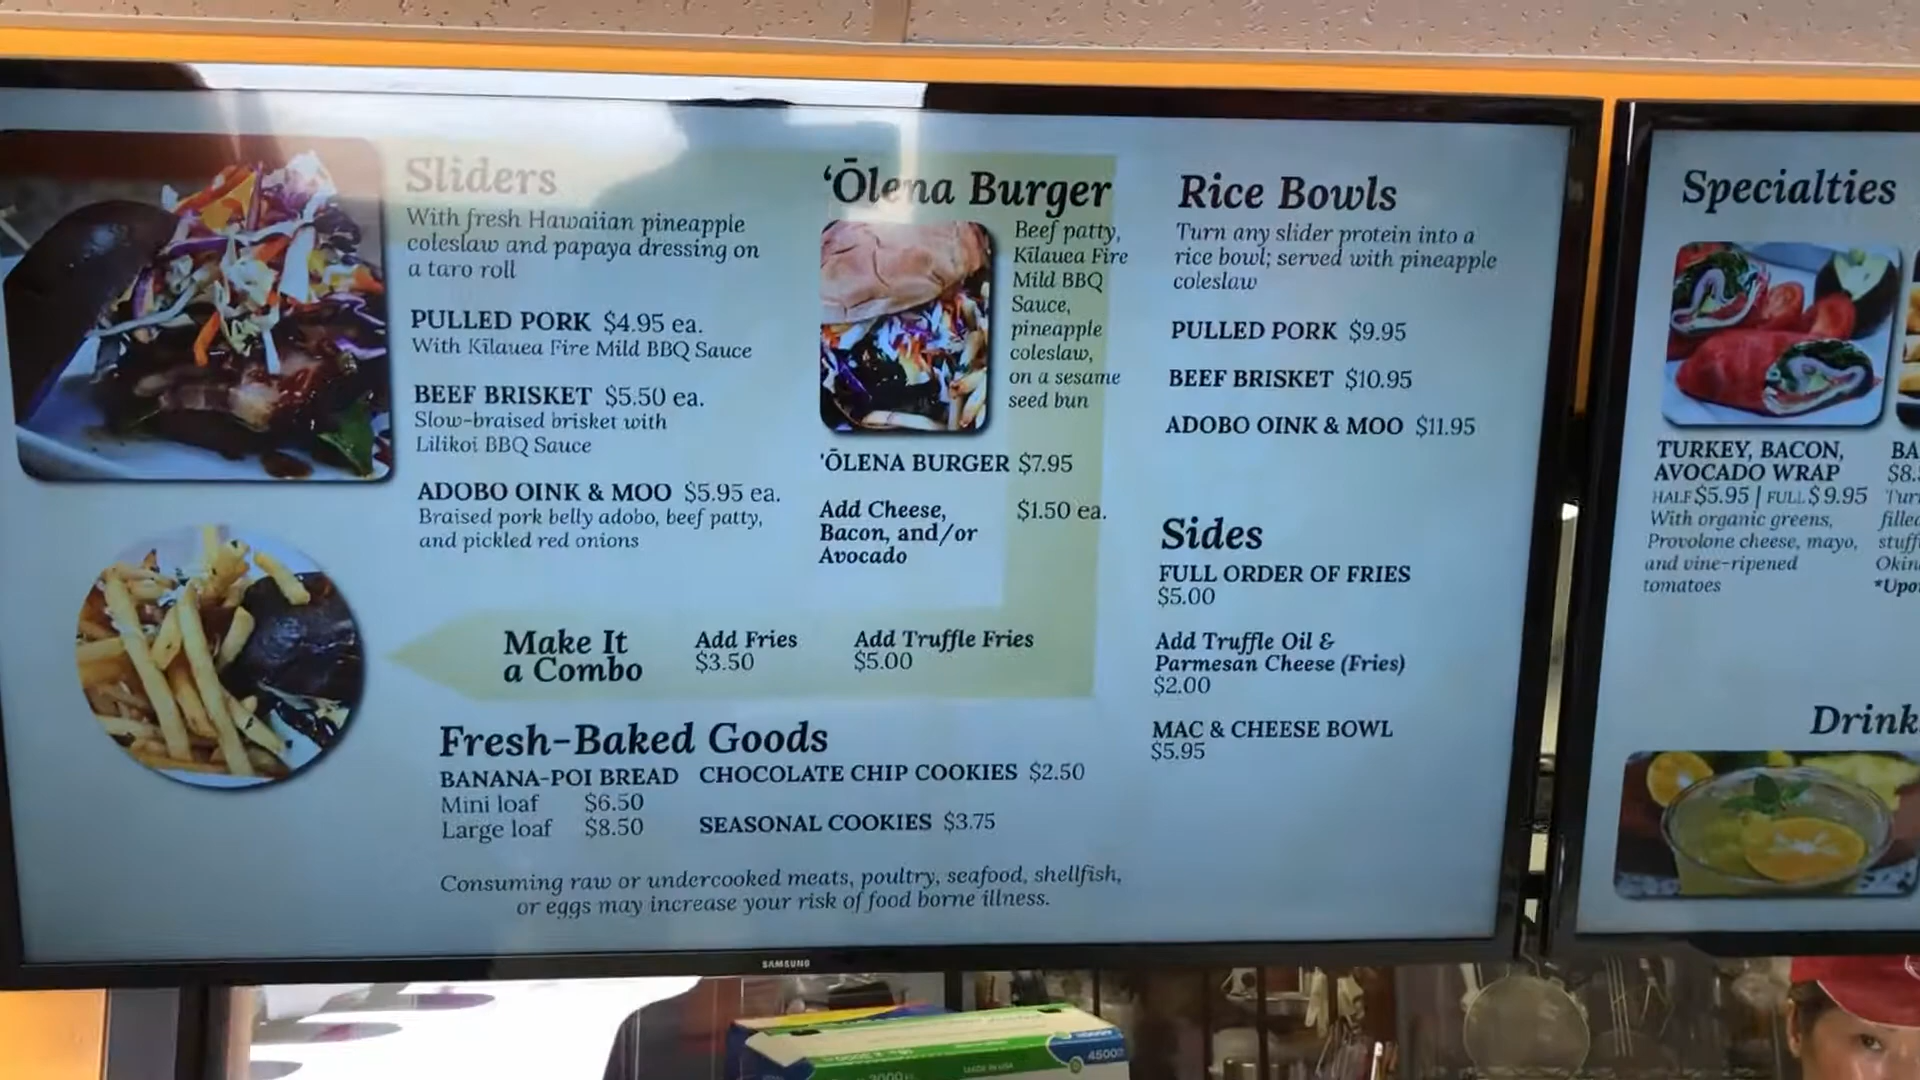 Sliders
With fresh Hawaiian pineapple
coleslaw and papaya dressing on
a taro roll
PULLED PORK $4.95 ea.
With Kīlauea Fire Mild BBQ Sauce
BEEF BRISKET $5.50 ea.
Slow-braised brisket with
Lilikoi BBQ Sauce
ADOBO OINK & MOO $5.95 ea.
Braised pork belly adobo, beef patty,
and pickled red onions
‘Ōlena Burger
Beef patty,
Kīlauea Fire
Mild BBQ
Sauce,
pineapple
coleslaw,
on a sesame
seed bun
'ŌLENA BURGER $7.95
Add Cheese, $1.50 ea.
Bacon, and/or
Avocado
Make It
a Combo
Add Fries
$3.50
Add Truffle Fries
$5.00
Fresh-Baked Goods
BANANA-POI BREAD
Mini loaf $6.50
Large loaf $8.50
CHOCOLATE CHIP COOKIES $2.50
SEASONAL COOKIES $3.75
Consuming raw or undercooked meats, poultry, seafood, shellfish,
or eggs may increase your risk of food borne illness.
Rice Bowls
Turn any slider protein into a
rice bowl; served with pineapple
coleslaw
PULLED PORK $9.95
BEEF BRISKET $10.95
ADOBO OINK & MOO $11.95
Sides
FULL ORDER OF FRIES
$5.00
Add Truffle Oil &
Parmesan Cheese (Fries)
$2.00
MAC & CHEESE BOWL
$5.95
SAMSUNG
Specialties
TURKEY, BACON,
AVOCADO WRAP
HALF $5.95 | FULL $9.95
With organic greens,
Provolone cheese, mayo,
and vine-ripened
tomatoes
BA
$8.
Tur
fille
stuff
Okin
*Upo
Drink
MADE IN USA